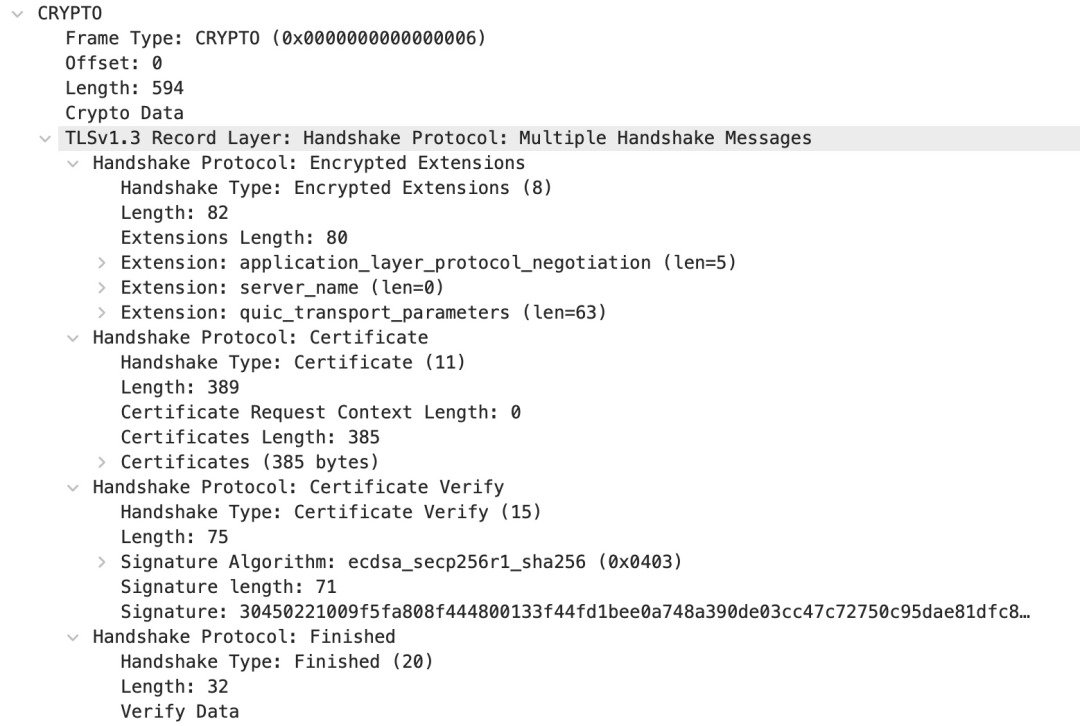 CRYPTO
Frame Type: CRYPTO (0x0000000000000006)
Offset: 0
Length: 594
Crypto Data
TLSv1.3 Record Layer: Handshake Protocol: Multiple Handshake Messages
Handshake Protocol: Encrypted Extensions
Handshake Type: Encrypted Extensions (8)
Length: 82
Extensions Length: 80
Extension: application_layer_protocol_negotiation (len=5)
Extension: server_name (len=0)
Extension: quic_transport_parameters (len=63)
Handshake Protocol: Certificate
Handshake Type: Certificate (11)
Length: 389
Certificate Request Context Length: 0
Certificates Length: 385
Certificates (385 bytes)
Handshake Protocol: Certificate Verify
Handshake Type: Certificate Verify (15)
Length: 75
Signature Algorithm: ecdsa_secp256r1_sha256 (0x0403)
Signature length: 71
Signature: 30450221009f5fa808f444800133f44fd1bee0a748a390de03cc47c72750c95dae81dfc8…
Handshake Protocol: Finished
Handshake Type: Finished (20)
Length: 32
Verify Data